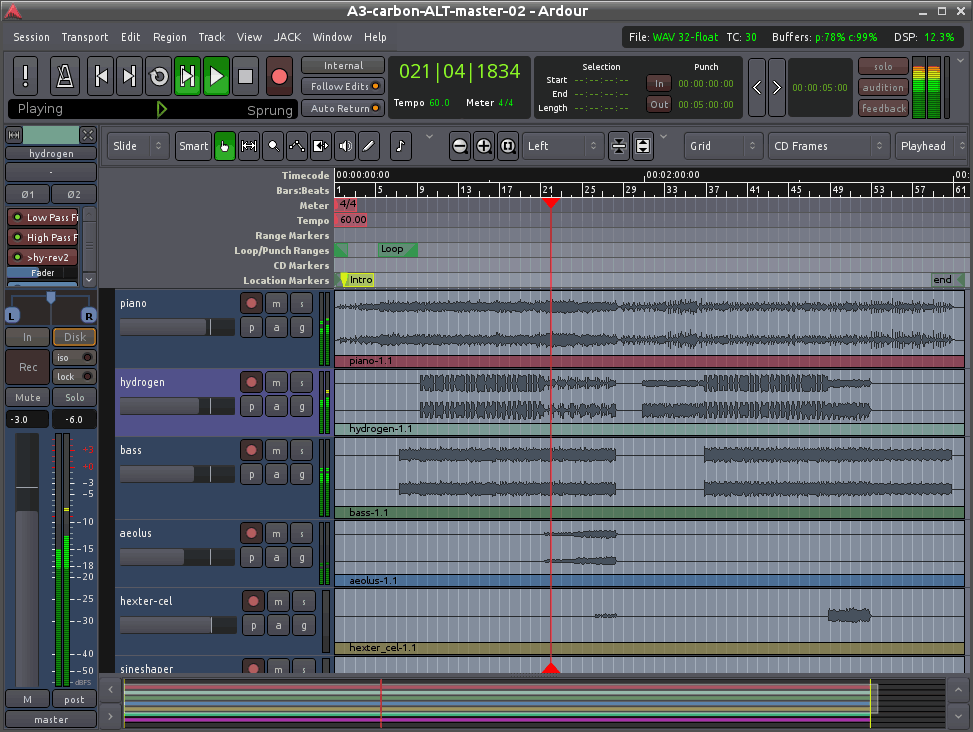 A3-carbon-ALT-master-02 - Ardour
Session Transport Edit Region Track View JACK Window Help
File: WAV 32-float TC: 30 Buffers: p:78% c:99% DSP: 12.3%
Internal
Follow Edits
Auto Return
Playing
Sprung
021|04|1834
Tempo 60.0 Meter 4/4
Selection
Start --:--:--:--
End --:--:--:--
Length --:--:--:--
Punch
In 00:00:00:00
Out 00:05:00:00
00:00:05:00
solo
audition
feedback
Slide
Smart
Left
Grid
CD Frames
Playhead
hydrogen
-
Ø1 Ø2
Low Pass Fi
High Pass F
>hy-rev2
Fader
L R
In Disk
Rec
iso
lock
Mute Solo
-3.0 -6.0
-3
+0
-3
-5
-10
-15
-18
-20
-25
-30
-40
-50
dBFS
M post
master
Timecode 00:00:00:00 00:02:00:00 00:
Bars:Beats 1 5 9 13 17 21 25 29 33 37 41 45 49 53 57 61
Meter 4/4
Tempo 60.00
Range Markers
Loop/Punch Ranges Loop
CD Markers
Location Markers Intro end
piano m s
p a g
piano-1.1
hydrogen m s
p a g
hydrogen-1.1
bass m s
p a g
bass-1.1
aeolus m s
p a g
aeolus-1.1
hexter-cel m s
p a g
hexter_cel-1.1
sineshaper m s